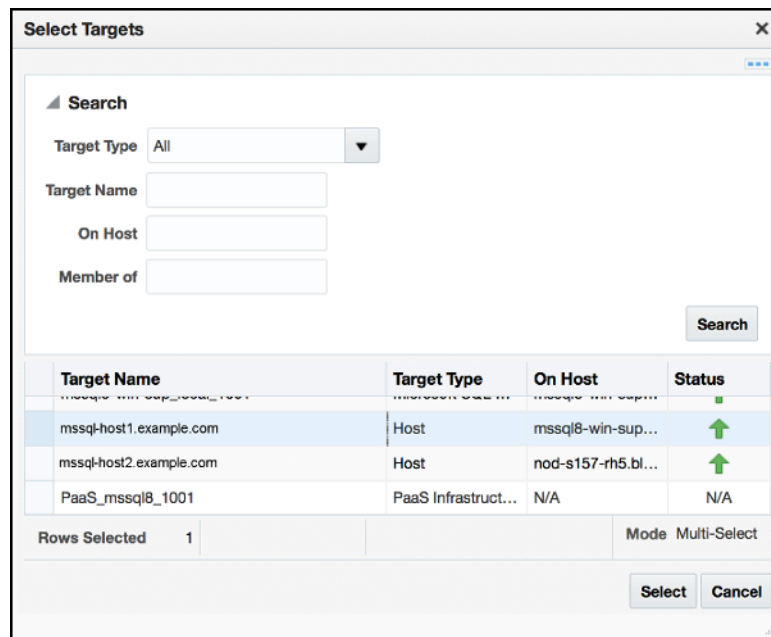 Select Targets
Search
Target Type All
Target Name
On Host
Member of
Search
Target Name Target Type On Host Status
mssql-host1.example.com Host mssql8-win-sup... 
mssql-host2.example.com Host nod-s157-rh5.bl...
PaaS_mssql8_1001 PaaS Infrastruct... N/A N/A
Rows Selected 1 Mode Multi-Select
Select Cancel